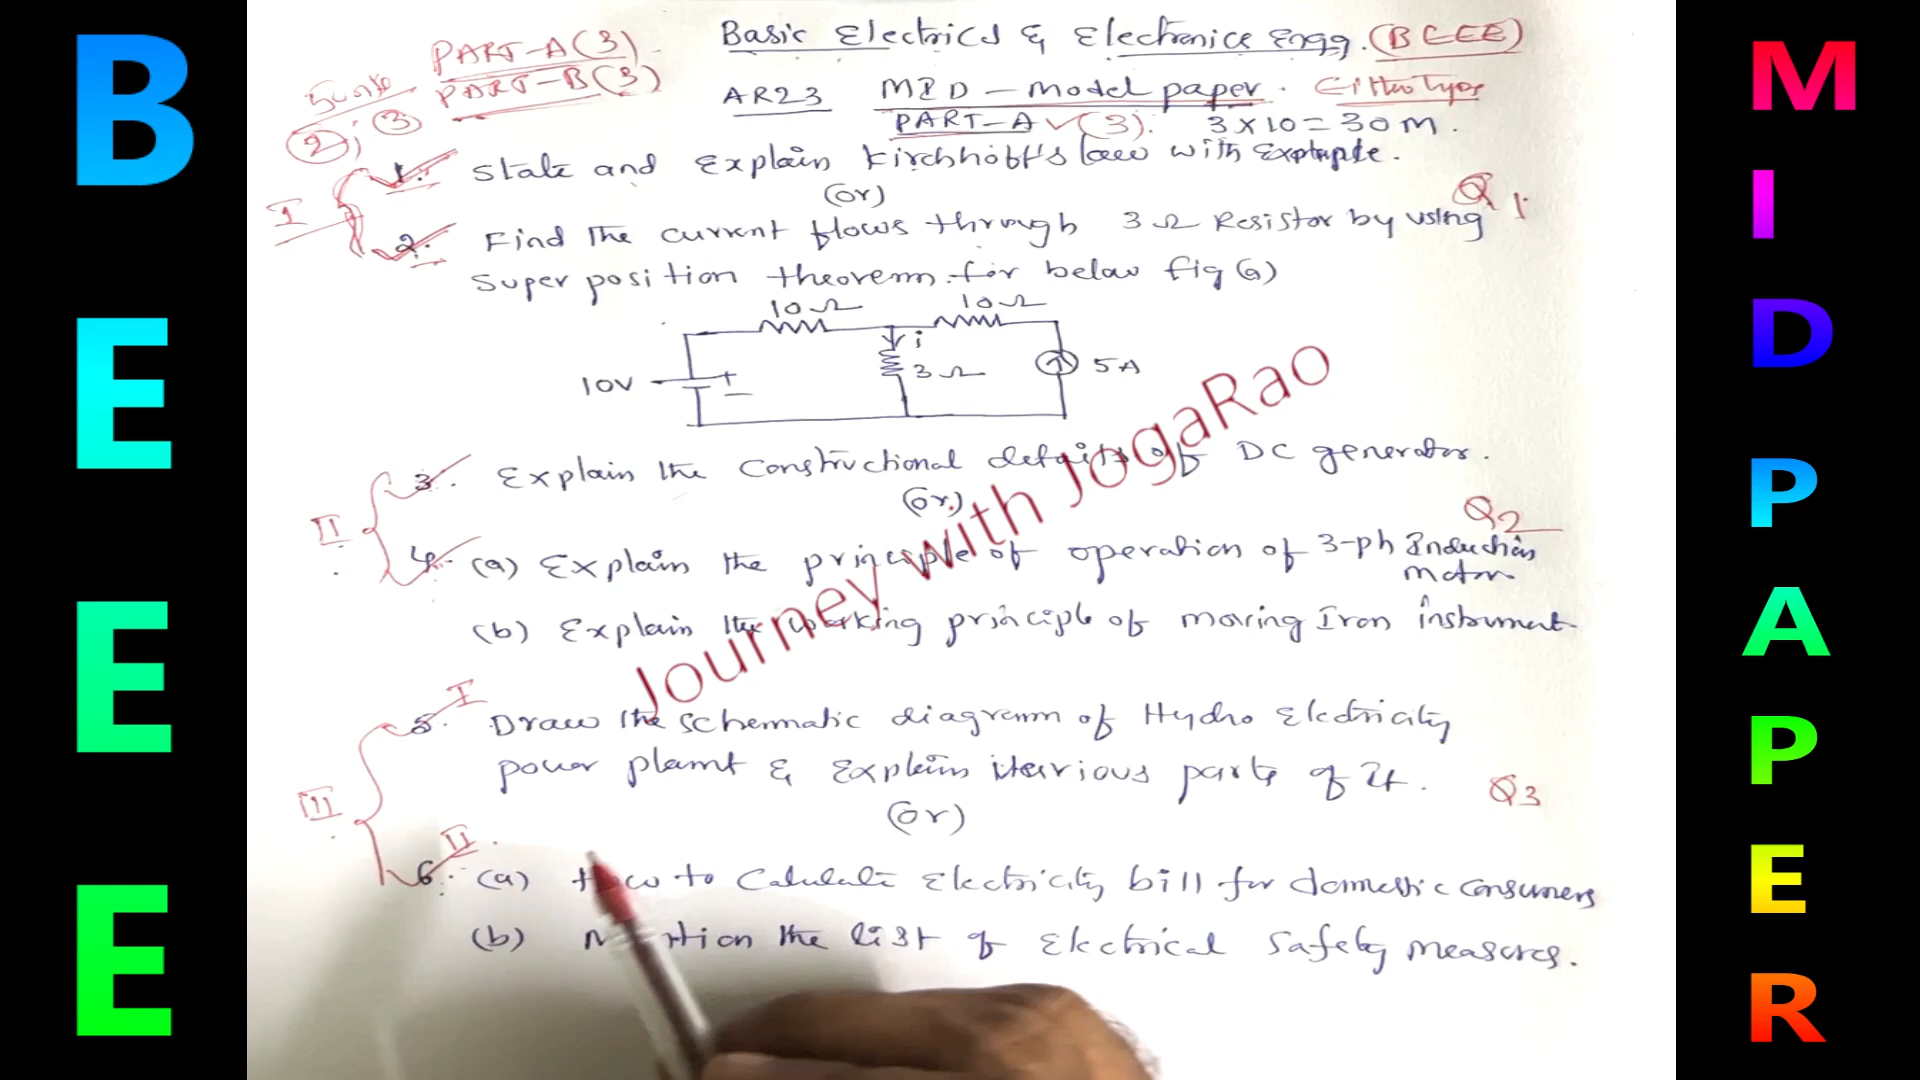 BEEE
MID PAPER
Basic Electrical & Electronics Engg. (BEEE)
PART-A (3)
PART-B (3)
AR23 MID - Model paper.
PART-A (3). 3 x 10 = 30 M.
2, 3
I
1. State and Explain Kirchhoff's law with Example.
(or)
Q1
2. Find the current flows through 3Ω Resistor by using
Super position theorem for below fig (a)
10Ω 10Ω
i
10V + - 3Ω 5A
II
3. Explain the Constructional details of DC generator.
(or)
Q2
4. (a) Explain the principle of operation of 3-ph Induction
motor
(b) Explain the working principle of moving Iron instrument
Journey with JogaRao
I
5. Draw the Schematic diagram of Hydro Electricity
power plant & Explain various parts of it.
Q3
III
(or)
II
6. (a) How to Calculate Electricity bill for domestic consumers
(b) Mention the list of Electrical Safety measures.